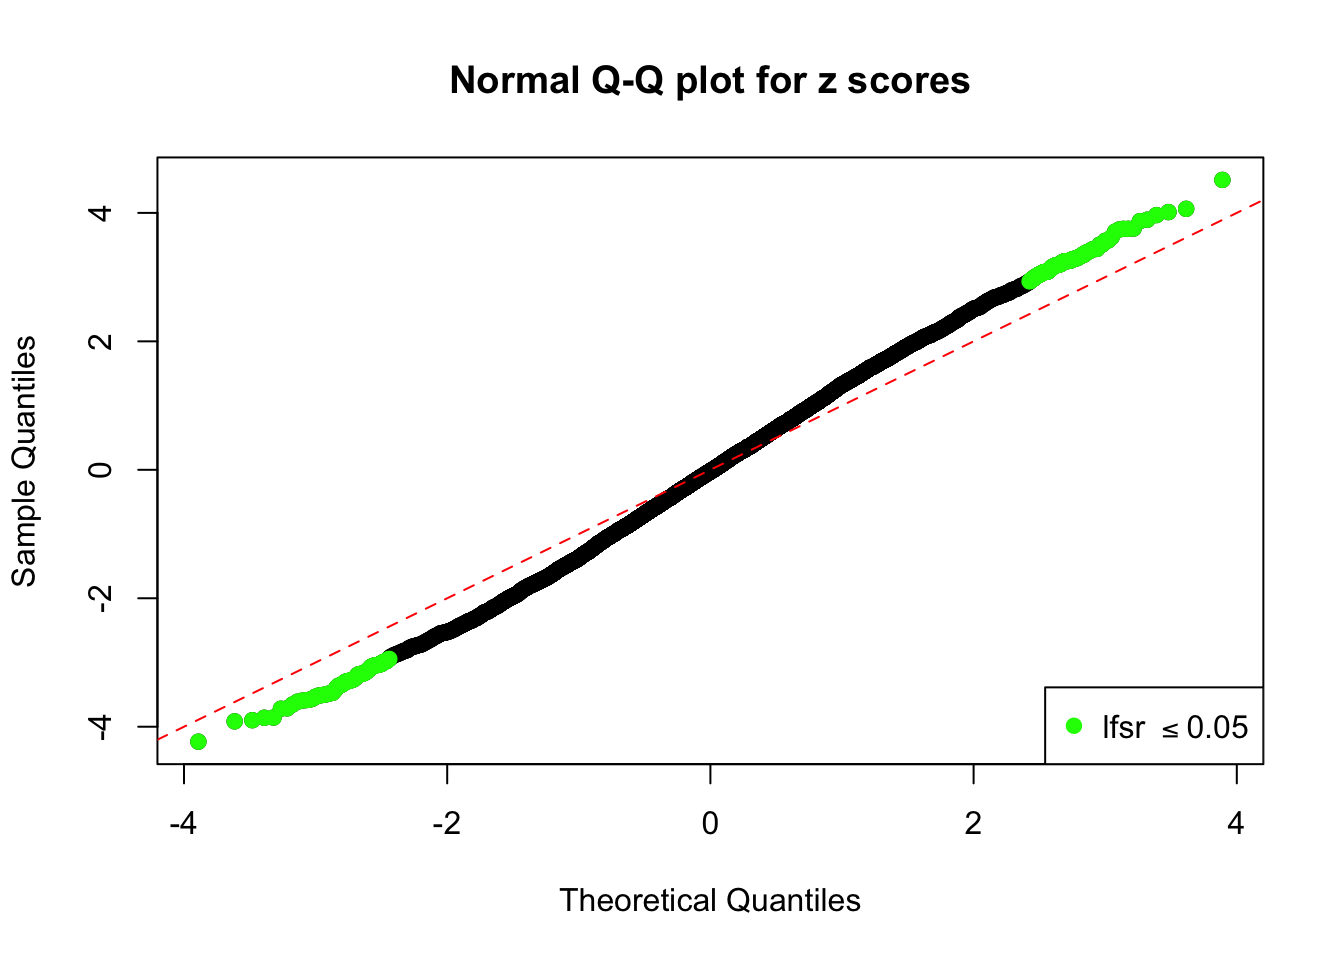 Normal Q-Q plot for z scores
Sample Quantiles
4
2
0
-2
-4
-4
-2
0
2
4
Theoretical Quantiles
lfsr ≤ 0.05